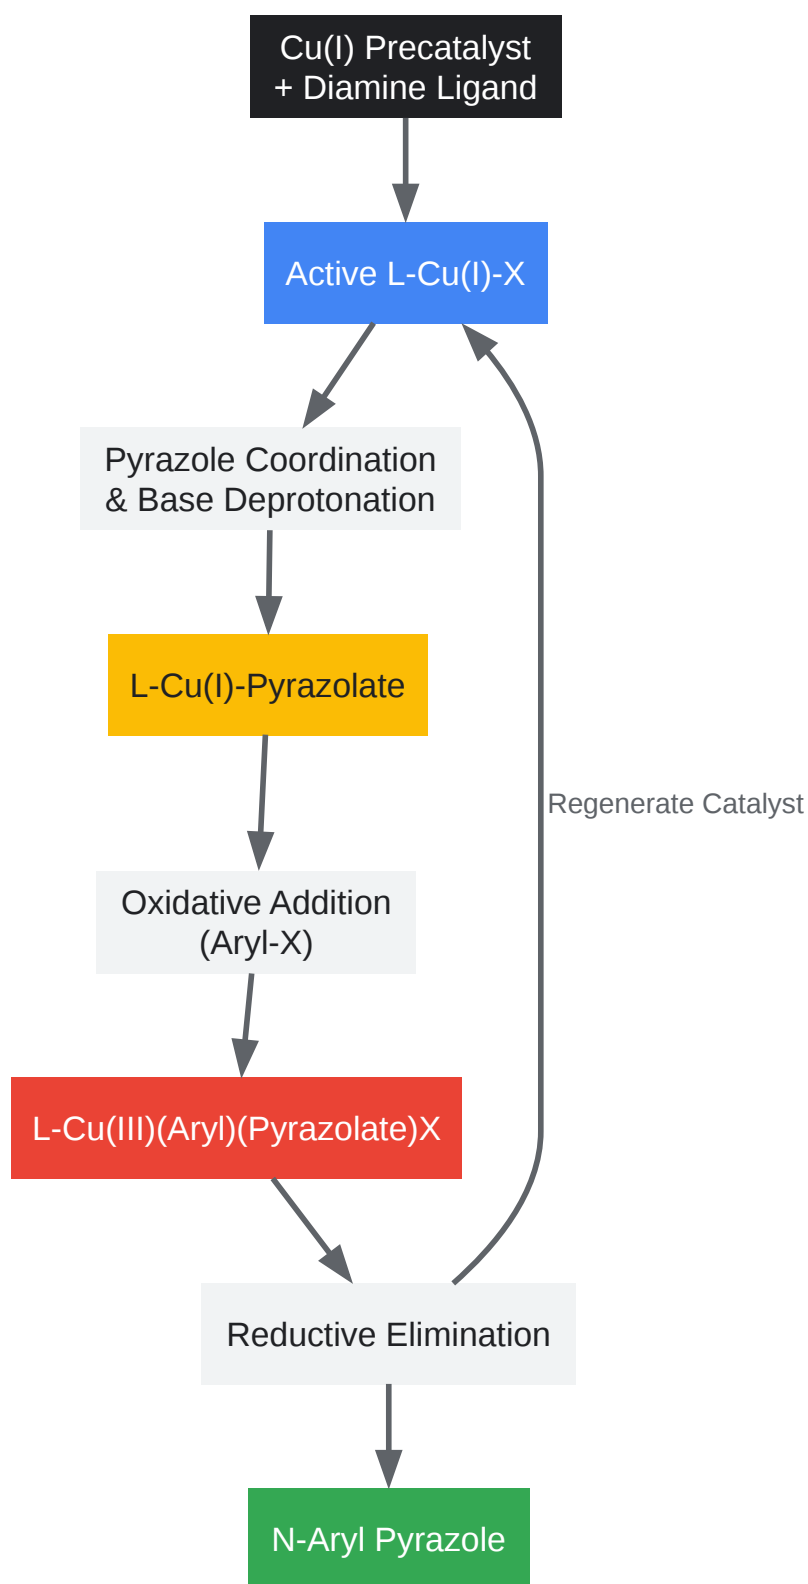 Cu(I) Precatalyst
+ Diamine Ligand
Active L-Cu(I)-X
Pyrazole Coordination
& Base Deprotonation
L-Cu(I)-Pyrazolate
Regenerate Catalyst
Oxidative Addition
(Aryl-X)
L-Cu(III)(Aryl)(Pyrazolate)X
Reductive Elimination
N-Aryl Pyrazole